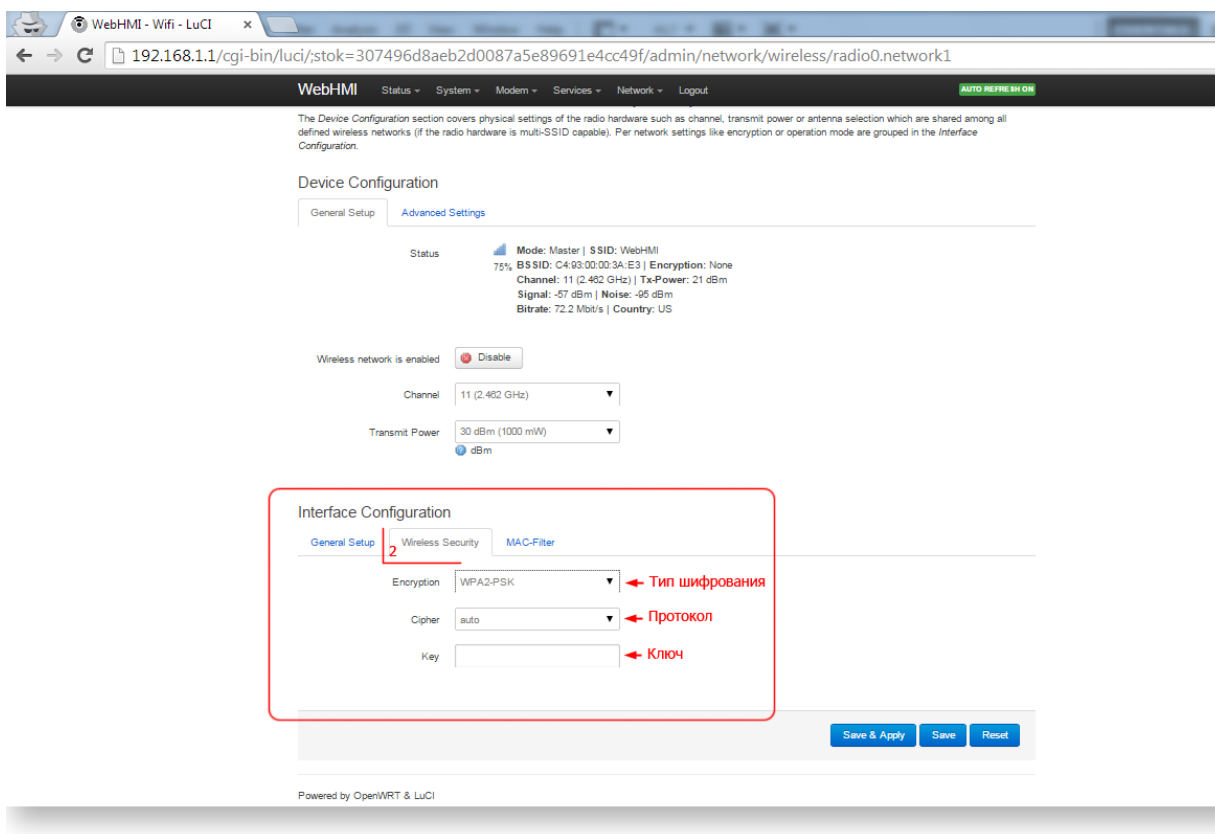 WebHMI - Wifi - LuCI
192.168.1.1/cgi-bin/luci/;stok=307496d8aeb2d0087a5e89691e4cc49f/admin/network/wireless/radio0.network1
WebHMI Status System Modem Services Network Logout AUTO REFRESH ON
The Device Configuration section covers physical settings of the radio hardware such as channel, transmit power or antenna selection which are shared among all
defined wireless networks (if the radio hardware is multi-SSID capable). Per network settings like encryption or operation mode are grouped in the Interface
Configuration.
Device Configuration
General Setup Advanced Settings
Status
75%
Mode: Master | SSID: WebHMI
BSSID: C4:93:00:00:3A:E3 | Encryption: None
Channel: 11 (2.462 GHz) | Tx-Power: 21 dBm
Signal: -57 dBm | Noise: -95 dBm
Bitrate: 72.2 Mbit/s | Country: US
Wireless network is enabled Disable
Channel 11 (2.462 GHz)
Transmit Power 30 dBm (1000 mW)
dBm
Interface Configuration
General Setup 2 Wireless Security MAC-Filter
Encryption WPA2-PSK Тип шифрования
Cipher auto Протокол
Key Ключ
Save & Apply Save Reset
Powered by OpenWRT & LuCI